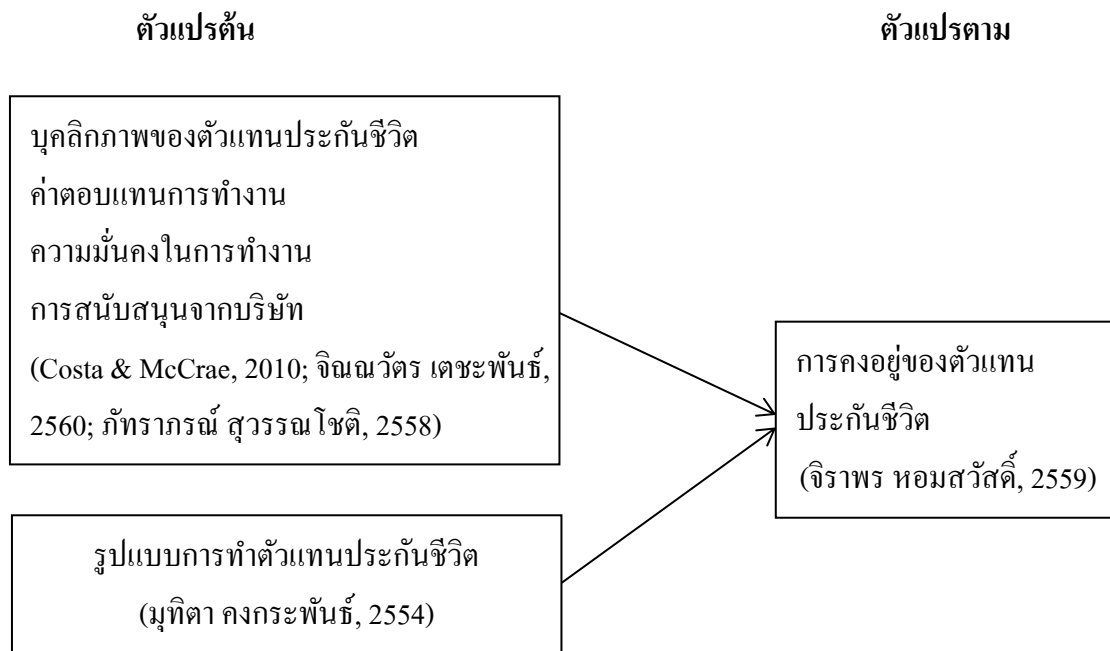 ตัวแปรต้น
ตัวแปรตาม
บุคลิกภาพของตัวแทนประกันชีวิต
ค่าตอบแทนการทำงาน
ความมั่นคงในการทำงาน
การสนับสนุนจากบริษัท
(Costa & McCrae, 2010; จิณณวัตร เตชะพันธ์,
2560; ภัทราภรณ์ สุวรรณโชติ, 2558)
การคงอยู่ของตัวแทน
ประกันชีวิต
(จิราพร หอมสวัสดิ์, 2559)
รูปแบบการทำตัวแทนประกันชีวิต
(มุทิตา คงกระพันธ์, 2554)